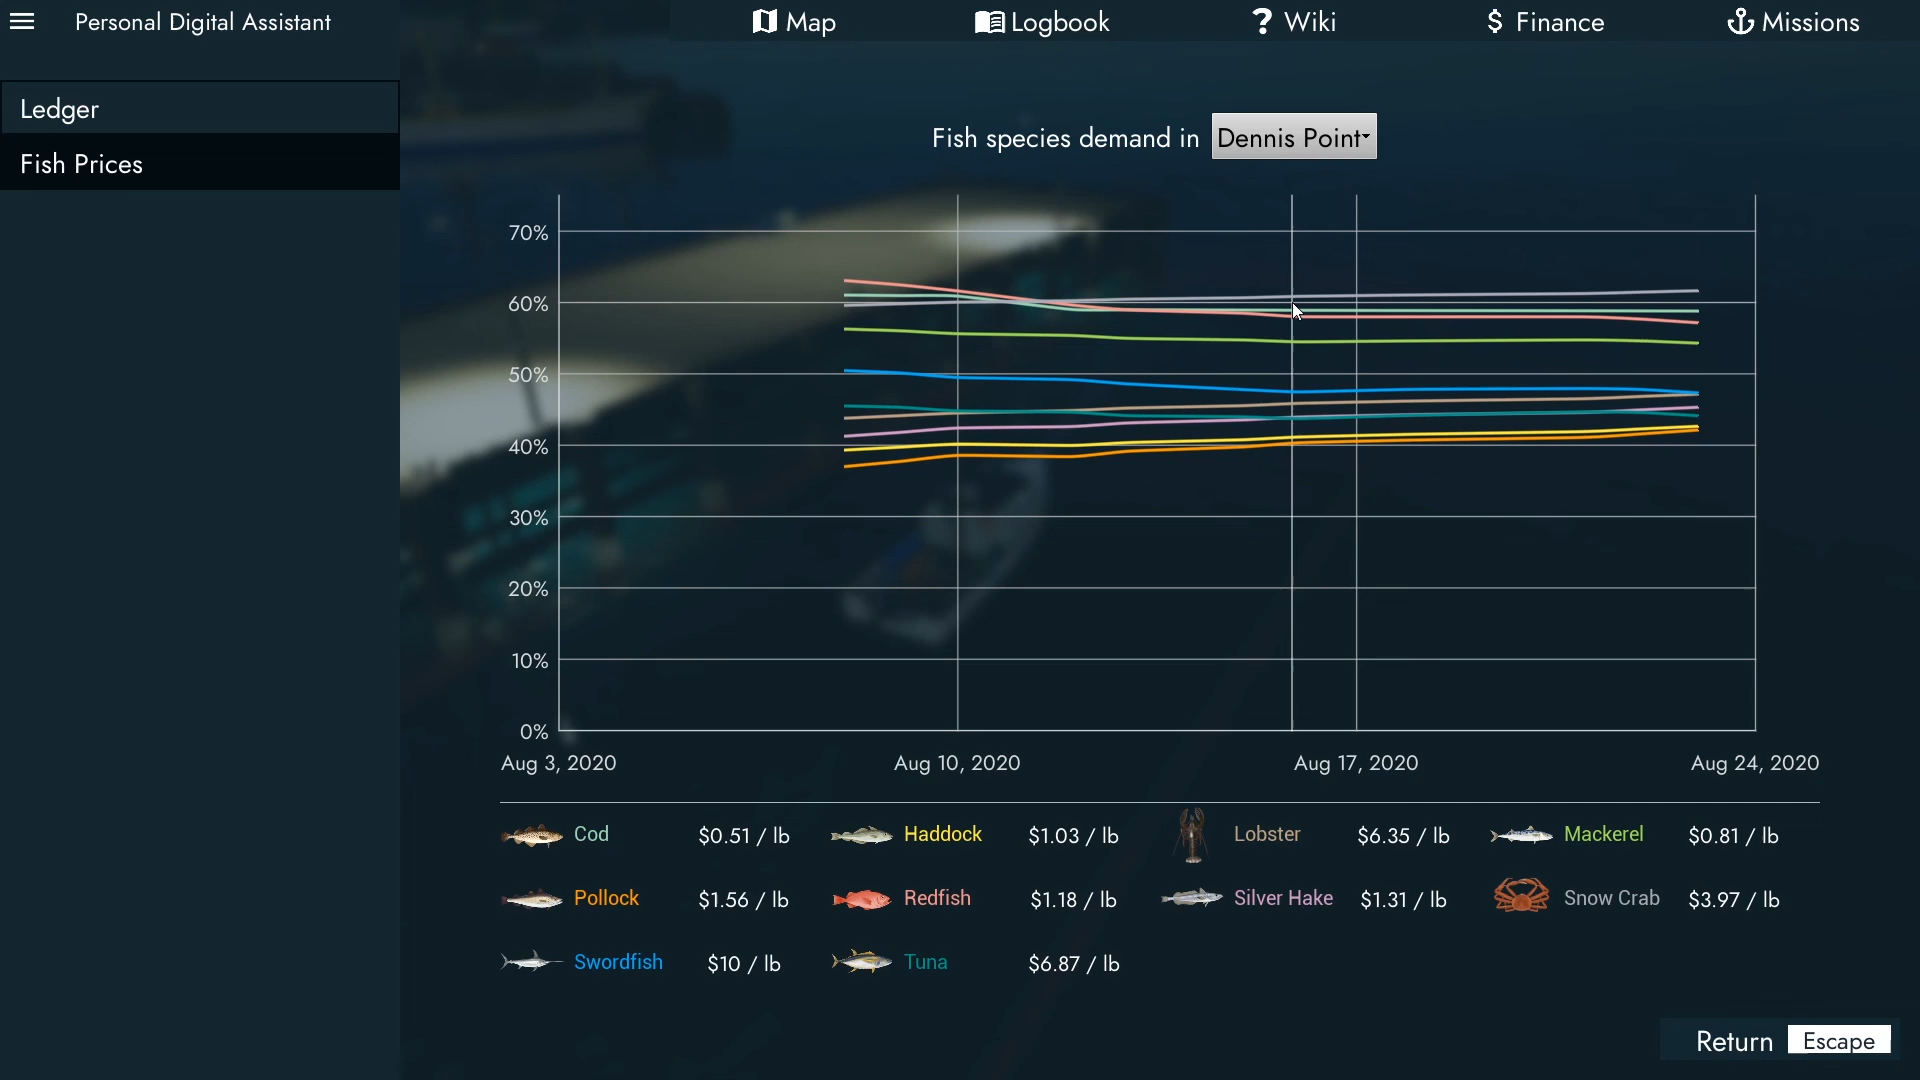 Personal Digital Assistant
Map
Logbook
? Wiki
$ Finance
Missions
Ledger
Fish Prices
Fish species demand in Dennis Point
70%
60%
50%
40%
30%
20%
10%
0%
Aug 3, 2020
Aug 10, 2020
Aug 17, 2020
Aug 24, 2020
Cod $0.51 / lb
Haddock $1.03 / lb
Lobster $6.35 / lb
Mackerel $0.81 / lb
Pollock $1.56 / lb
Redfish $1.18 / lb
Silver Hake $1.31 / lb
Snow Crab $3.97 / lb
Swordfish $10 / lb
Tuna $6.87 / lb
Return Escape